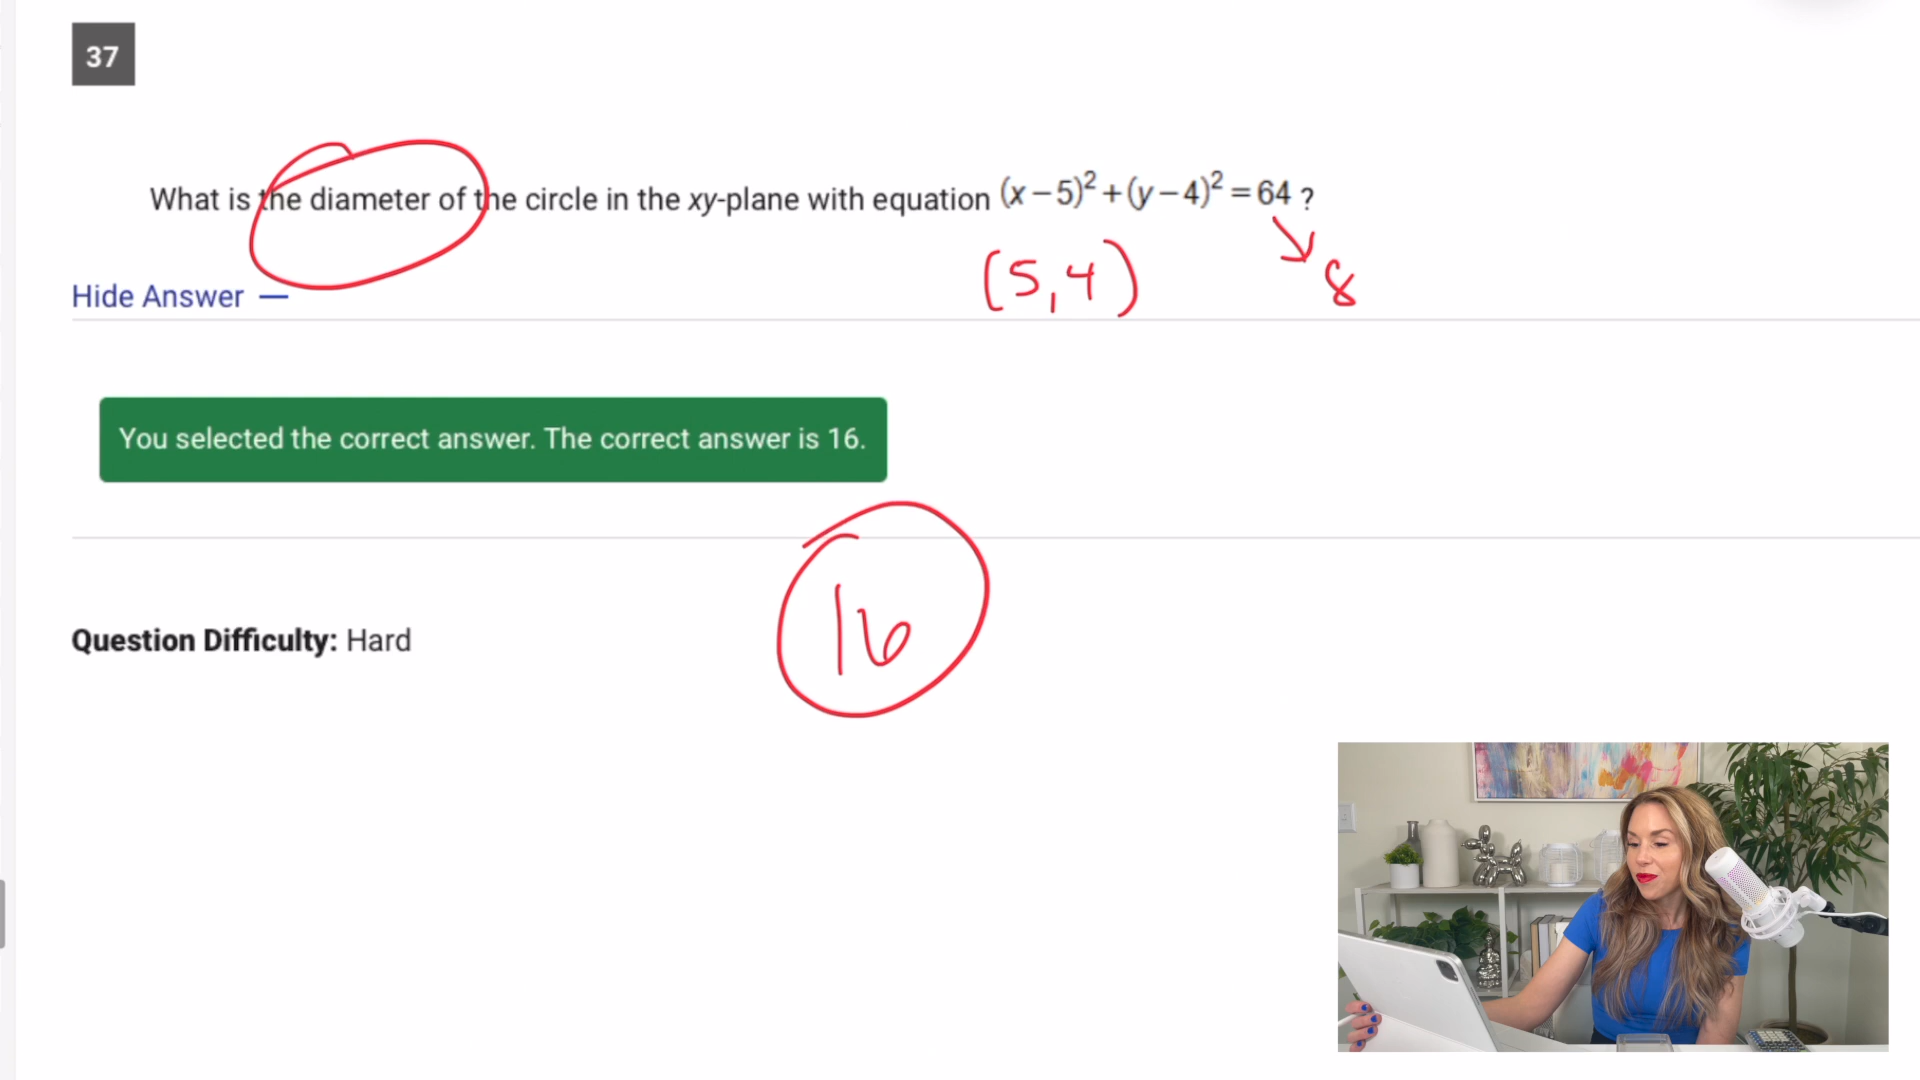 37
What is the diameter of the circle in the xy-plane with equation (x – 5)² + (y – 4)² = 64 ?
(5,4)
8
Hide Answer —
You selected the correct answer. The correct answer is 16.
16
Question Difficulty: Hard